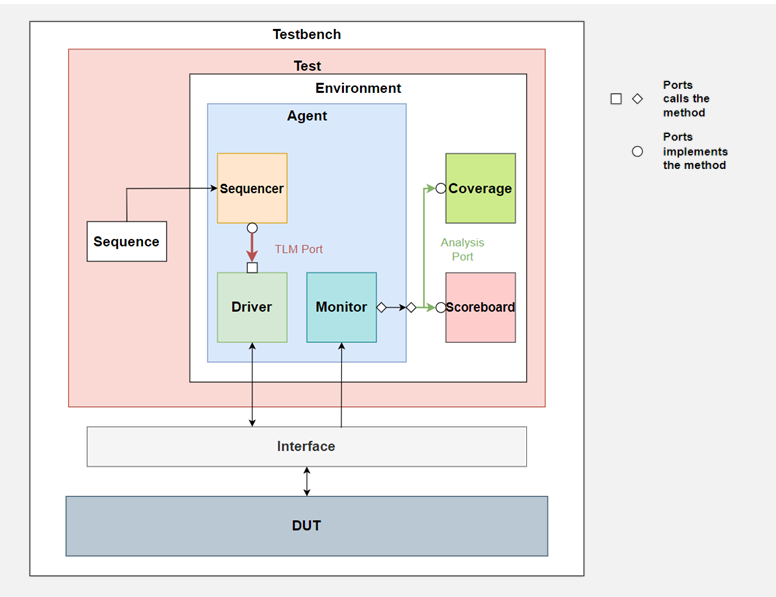 Testbench
Test
Environment
Agent
Sequencer
Coverage
Sequence
TLM Port
Analysis
Port
Driver
Monitor
Scoreboard
Interface
DUT
Ports
calls the
method
Ports
implements
the method